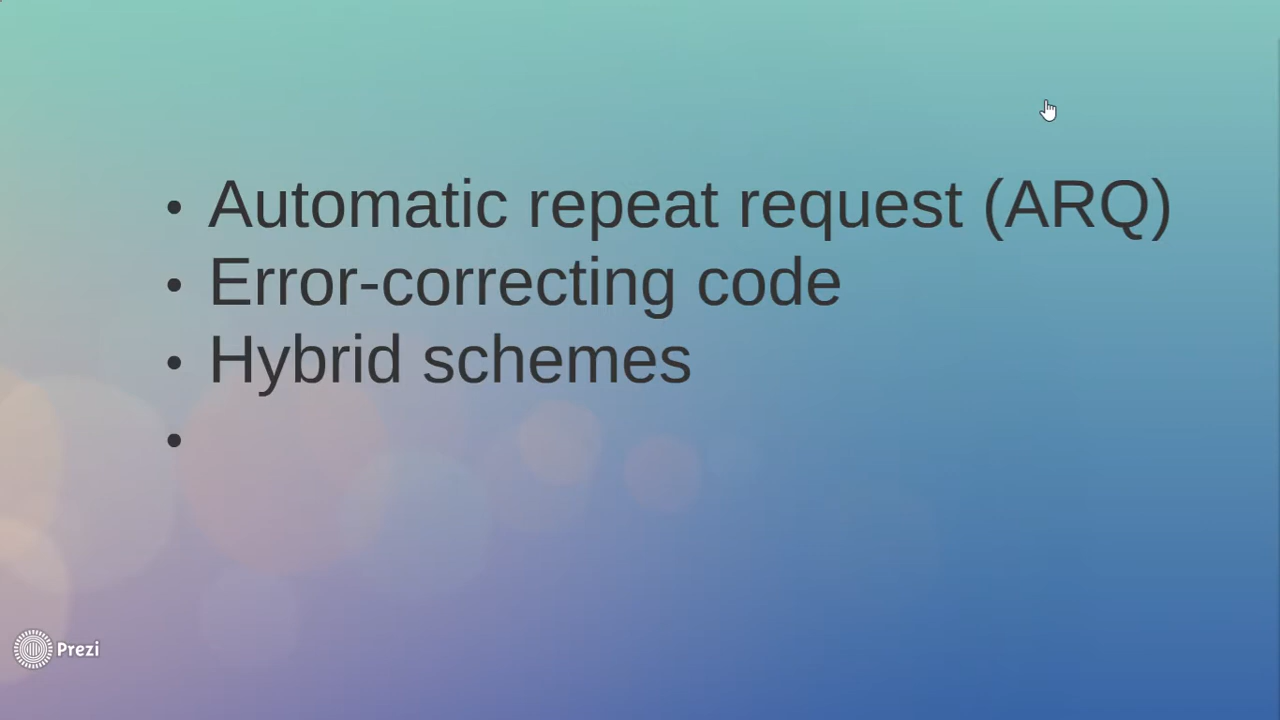 • Automatic repeat request (ARQ)
• Error-correcting code
• Hybrid schemes
•
Prezi